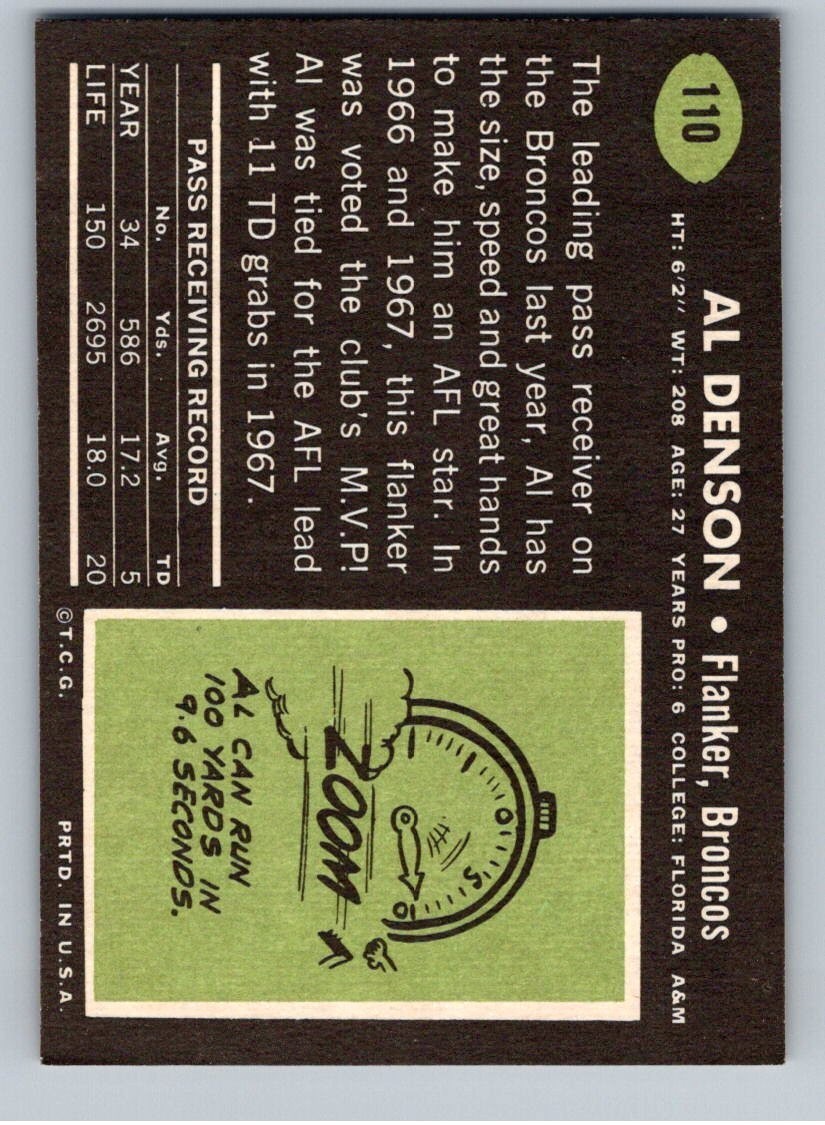 110
AL DENSON • Flanker, Broncos
HT: 6'2" WT: 208 AGE: 27 YEARS PRO: 6 COLLEGE: FLORIDA A&M
The leading pass receiver on
the Broncos last year, Al has
the size, speed and great hands
to make him an AFL star. In
1966 and 1967, this flanker
was voted the club's M.V.P!
Al was tied for the AFL lead
with 11 TD grabs in 1967.
PASS RECEIVING RECORD
No. Yds. Avg. TD
YEAR 34 586 17.2 5
LIFE 150 2695 18.0 20
0
5
10
ZOOM
AL CAN RUN
100 YARDS IN
9.6 SECONDS.
© T.C.G. PRTD. IN U.S.A.